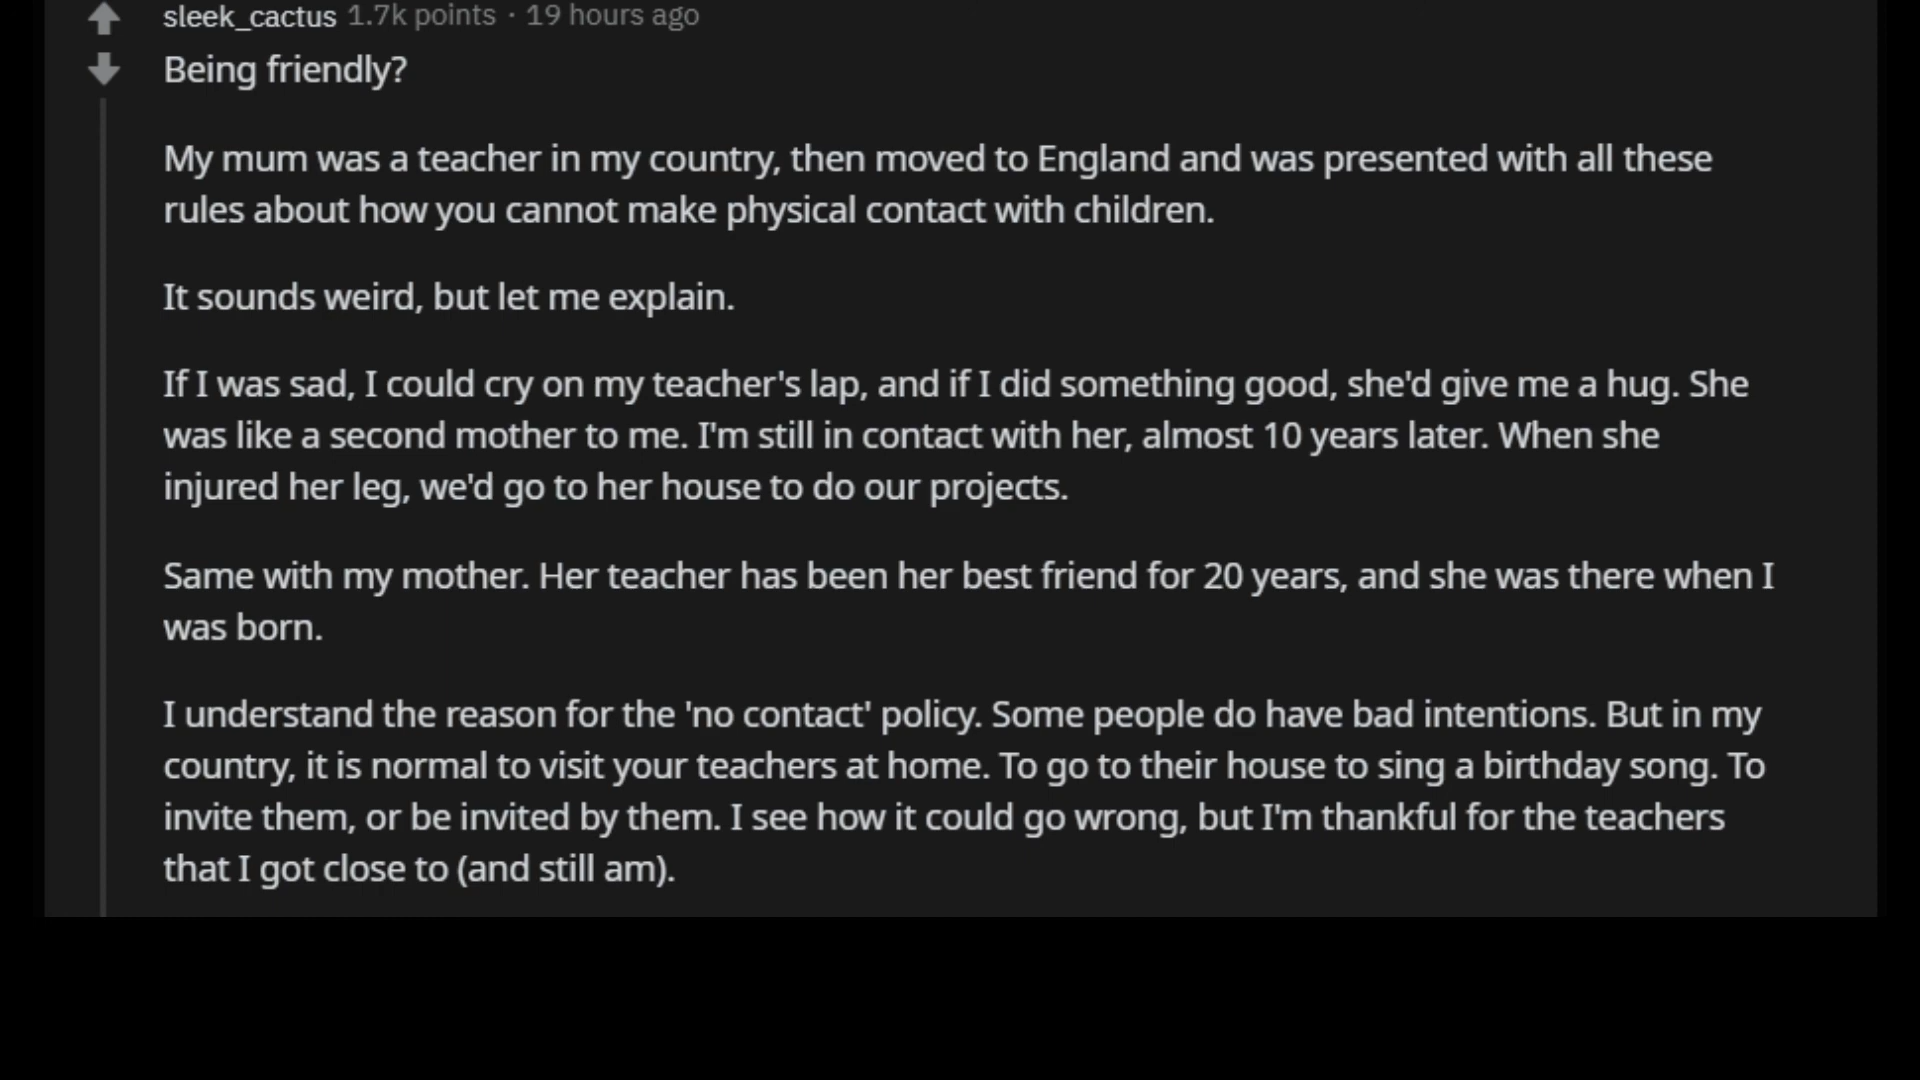 sleek_cactus 1.7k points · 19 hours ago
Being friendly?
My mum was a teacher in my country, then moved to England and was presented with all these
rules about how you cannot make physical contact with children.
It sounds weird, but let me explain.
If I was sad, I could cry on my teacher's lap, and if I did something good, she'd give me a hug. She
was like a second mother to me. I'm still in contact with her, almost 10 years later. When she
injured her leg, we'd go to her house to do our projects.
Same with my mother. Her teacher has been her best friend for 20 years, and she was there when I
was born.
I understand the reason for the 'no contact' policy. Some people do have bad intentions. But in my
country, it is normal to visit your teachers at home. To go to their house to sing a birthday song. To
invite them, or be invited by them. I see how it could go wrong, but I'm thankful for the teachers
that I got close to (and still am).